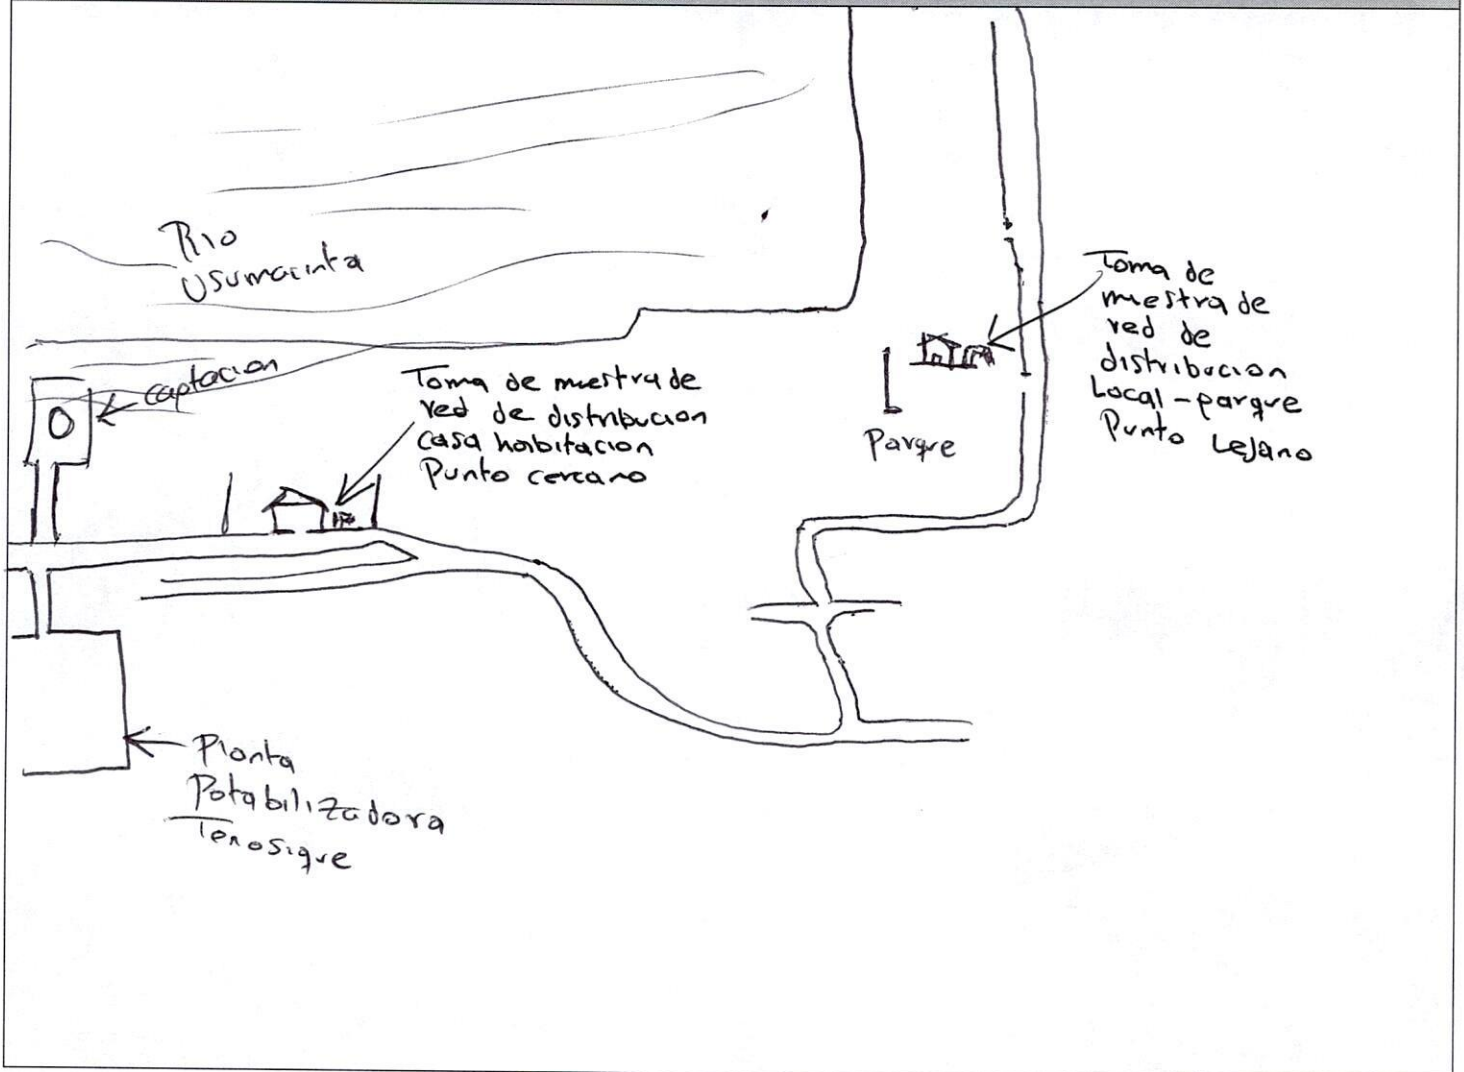 Rio
Usumacinta
captacion
Toma de muestra de
red de distribucion
casa habitacion
Punto cercano
Toma de
muestra de
red de
distribucion
Local - parque
Punto Lejano
Parque
Planta
Potabilizadora
Tenosique